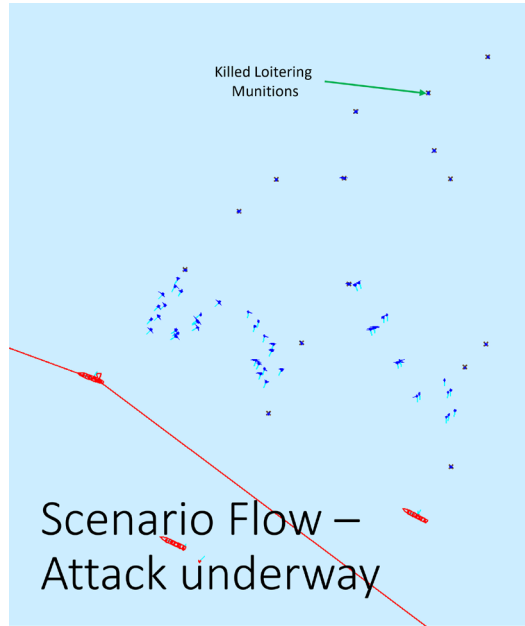 Killed Loitering
Munitions
Scenario Flow –
Attack underway